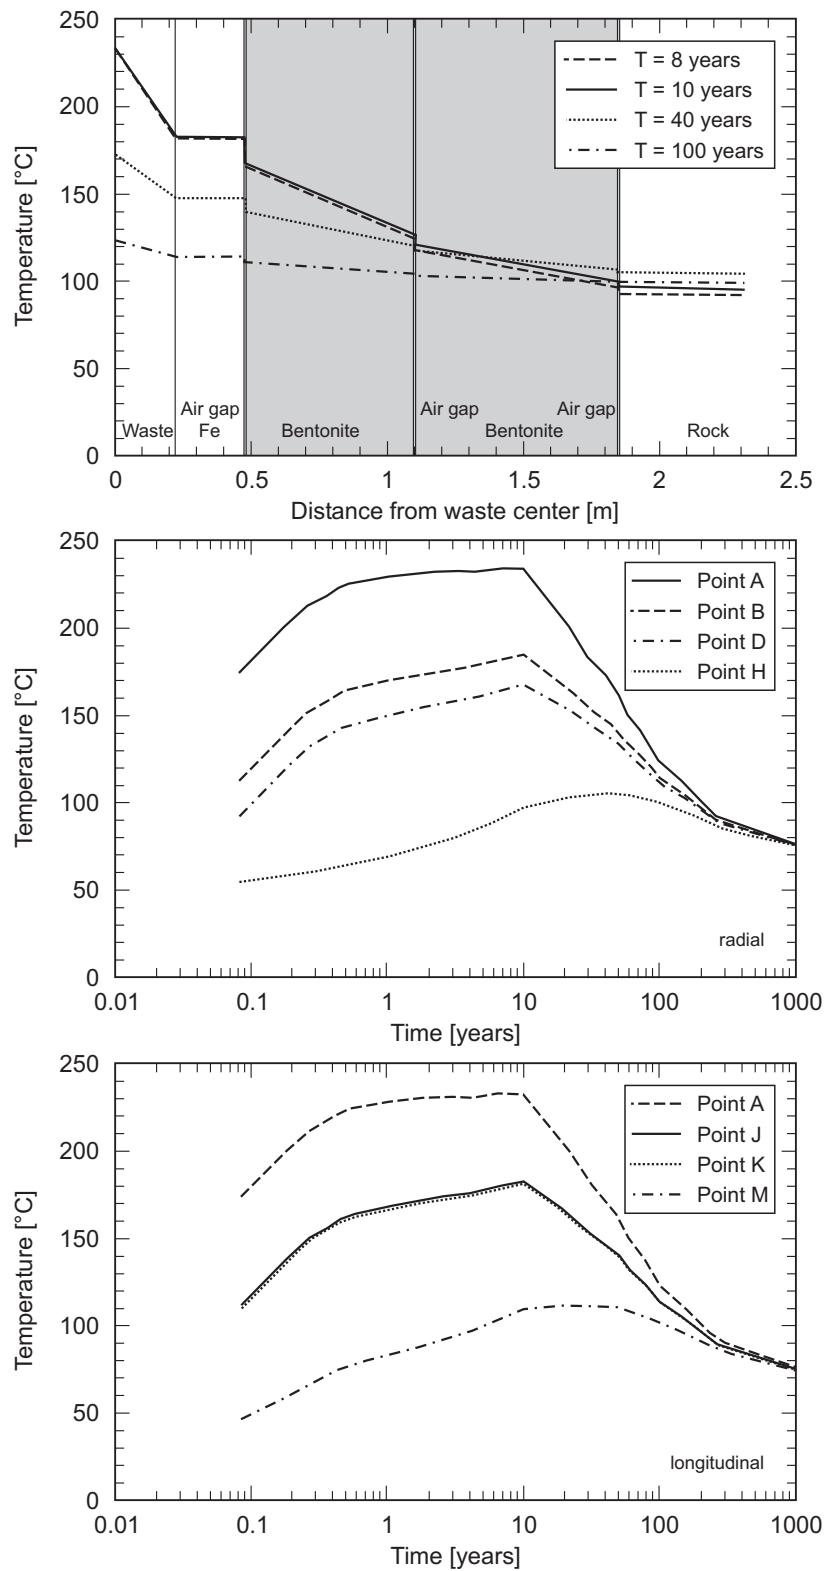 250
200
150
100
50
0
Temperature [°C]
T = 8 years
T = 10 years
T = 40 years
T = 100 years
Air gap
Air gap
Air gap
Waste
Fe
Bentonite
Bentonite
Rock
0
0.5
1
1.5
2
2.5
Distance from waste center [m]
250
200
150
100
50
0
Temperature [°C]
Point A
Point B
Point D
Point H
radial
0.01
0.1
1
10
100
1000
Time [years]
250
200
150
100
50
0
Temperature [°C]
Point A
Point J
Point K
Point M
longitudinal
0.01
0.1
1
10
100
1000
Time [years]